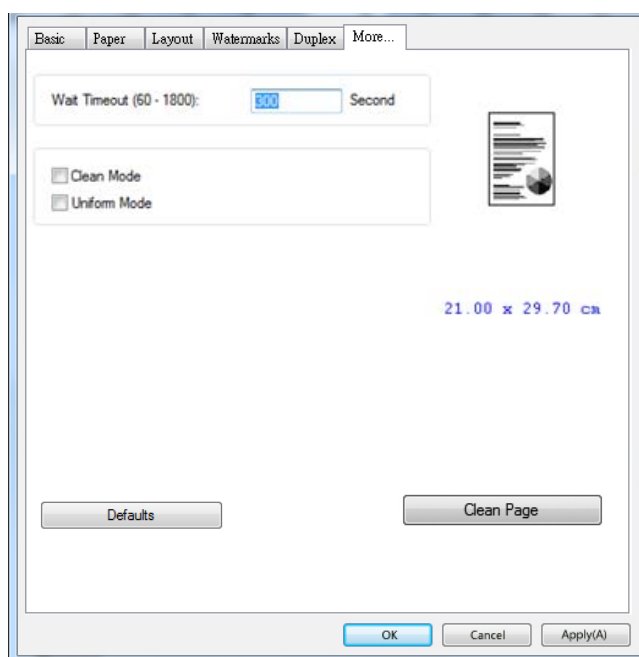 Basic Paper Layout Watermarks Duplex More...
Wait Timeout (60 - 1800): 300 Second
Clean Mode
Uniform Mode
21.00 x 29.70 cm
Defaults Clean Page
OK Cancel Apply(A)